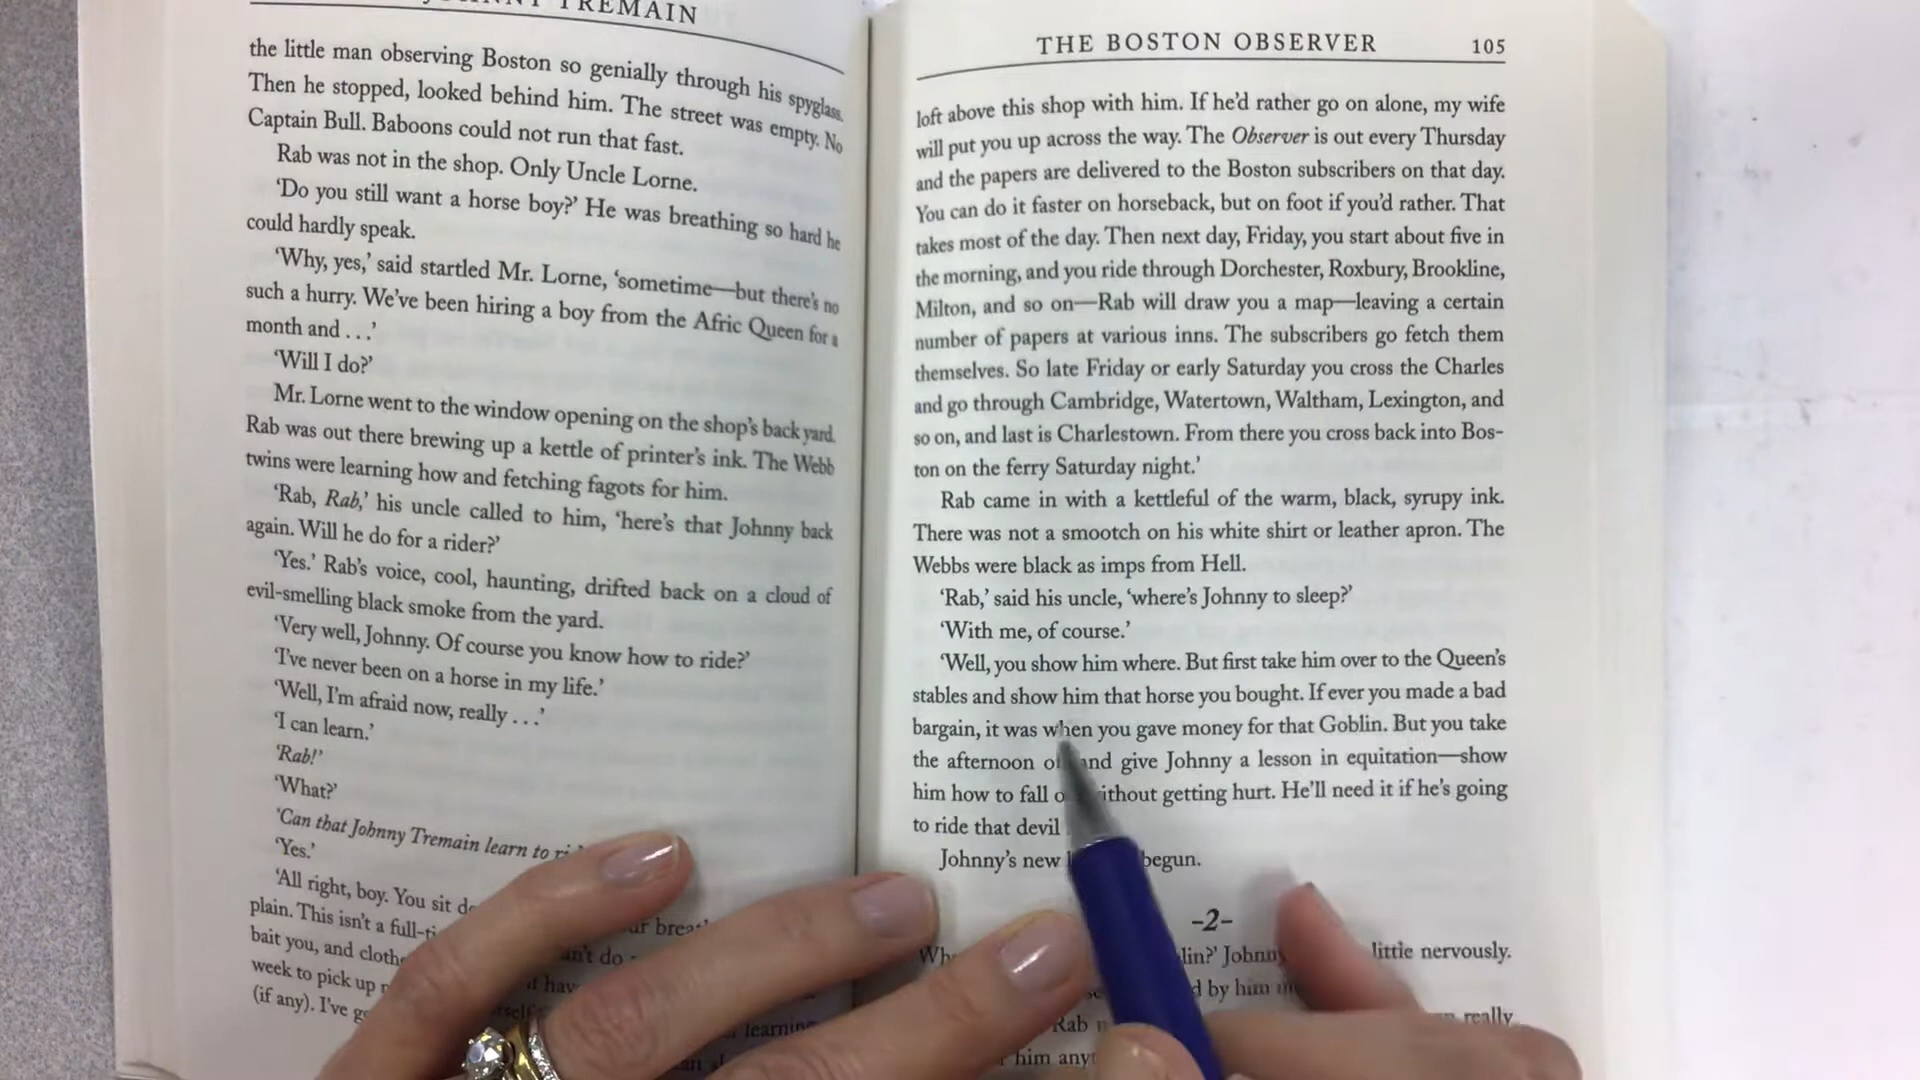 JOHNNY TREMAIN
the little man observing Boston so genially through his spyglass.
Then he stopped, looked behind him. The street was empty. No
Captain Bull. Baboons could not run that fast.
Rab was not in the shop. Only Uncle Lorne.
‘Do you still want a horse boy?’ He was breathing so hard he
could hardly speak.
‘Why, yes,’ said startled Mr. Lorne, ‘sometime—but there’s no
such a hurry. We’ve been hiring a boy from the Afric Queen for a
month and . . .’
‘Will I do?’
Mr. Lorne went to the window opening on the shop’s back yard.
Rab was out there brewing up a kettle of printer’s ink. The Webb
twins were learning how and fetching fagots for him.
‘Rab, Rab,’ his uncle called to him, ‘here’s that Johnny back
again. Will he do for a rider?’
‘Yes.’ Rab’s voice, cool, haunting, drifted back on a cloud of
evil-smelling black smoke from the yard.
‘Very well, Johnny. Of course you know how to ride?’
‘I’ve never been on a horse in my life.’
‘Well, I’m afraid now, really . . .’
‘I can learn.’
‘Rab!’
‘What?’
‘Can that Johnny Tremain learn to
‘Yes.’
‘All right, boy. You sit
plain. This isn’t a
bait you, and
week to pick up
(if any). I’ve
learning
THE BOSTON OBSERVER 105
loft above this shop with him. If he’d rather go on alone, my wife
will put you up across the way. The Observer is out every Thursday
and the papers are delivered to the Boston subscribers on that day.
You can do it faster on horseback, but on foot if you’d rather. That
takes most of the day. Then next day, Friday, you start about five in
the morning, and you ride through Dorchester, Roxbury, Brookline,
Milton, and so on—Rab will draw you a map—leaving a certain
number of papers at various inns. The subscribers go fetch them
themselves. So late Friday or early Saturday you cross the Charles
and go through Cambridge, Watertown, Waltham, Lexington, and
so on, and last is Charlestown. From there you cross back into Bos-
ton on the ferry Saturday night.’
Rab came in with a kettleful of the warm, black, syrupy ink.
There was not a smootch on his white shirt or leather apron. The
Webbs were black as imps from Hell.
‘Rab,’ said his uncle, ‘where’s Johnny to sleep?’
‘With me, of course.’
‘Well, you show him where. But first take him over to the Queen’s
stables and show him that horse you bought. If ever you made a bad
bargain, it was when you gave money for that Goblin. But you take
the afternoon and give Johnny a lesson in equitation—show
him how to fall without getting hurt. He’ll need it if he’s going
to ride that devil
Johnny’s new begun.
-2-
Johnny little nervously.
by him
Rab really
him